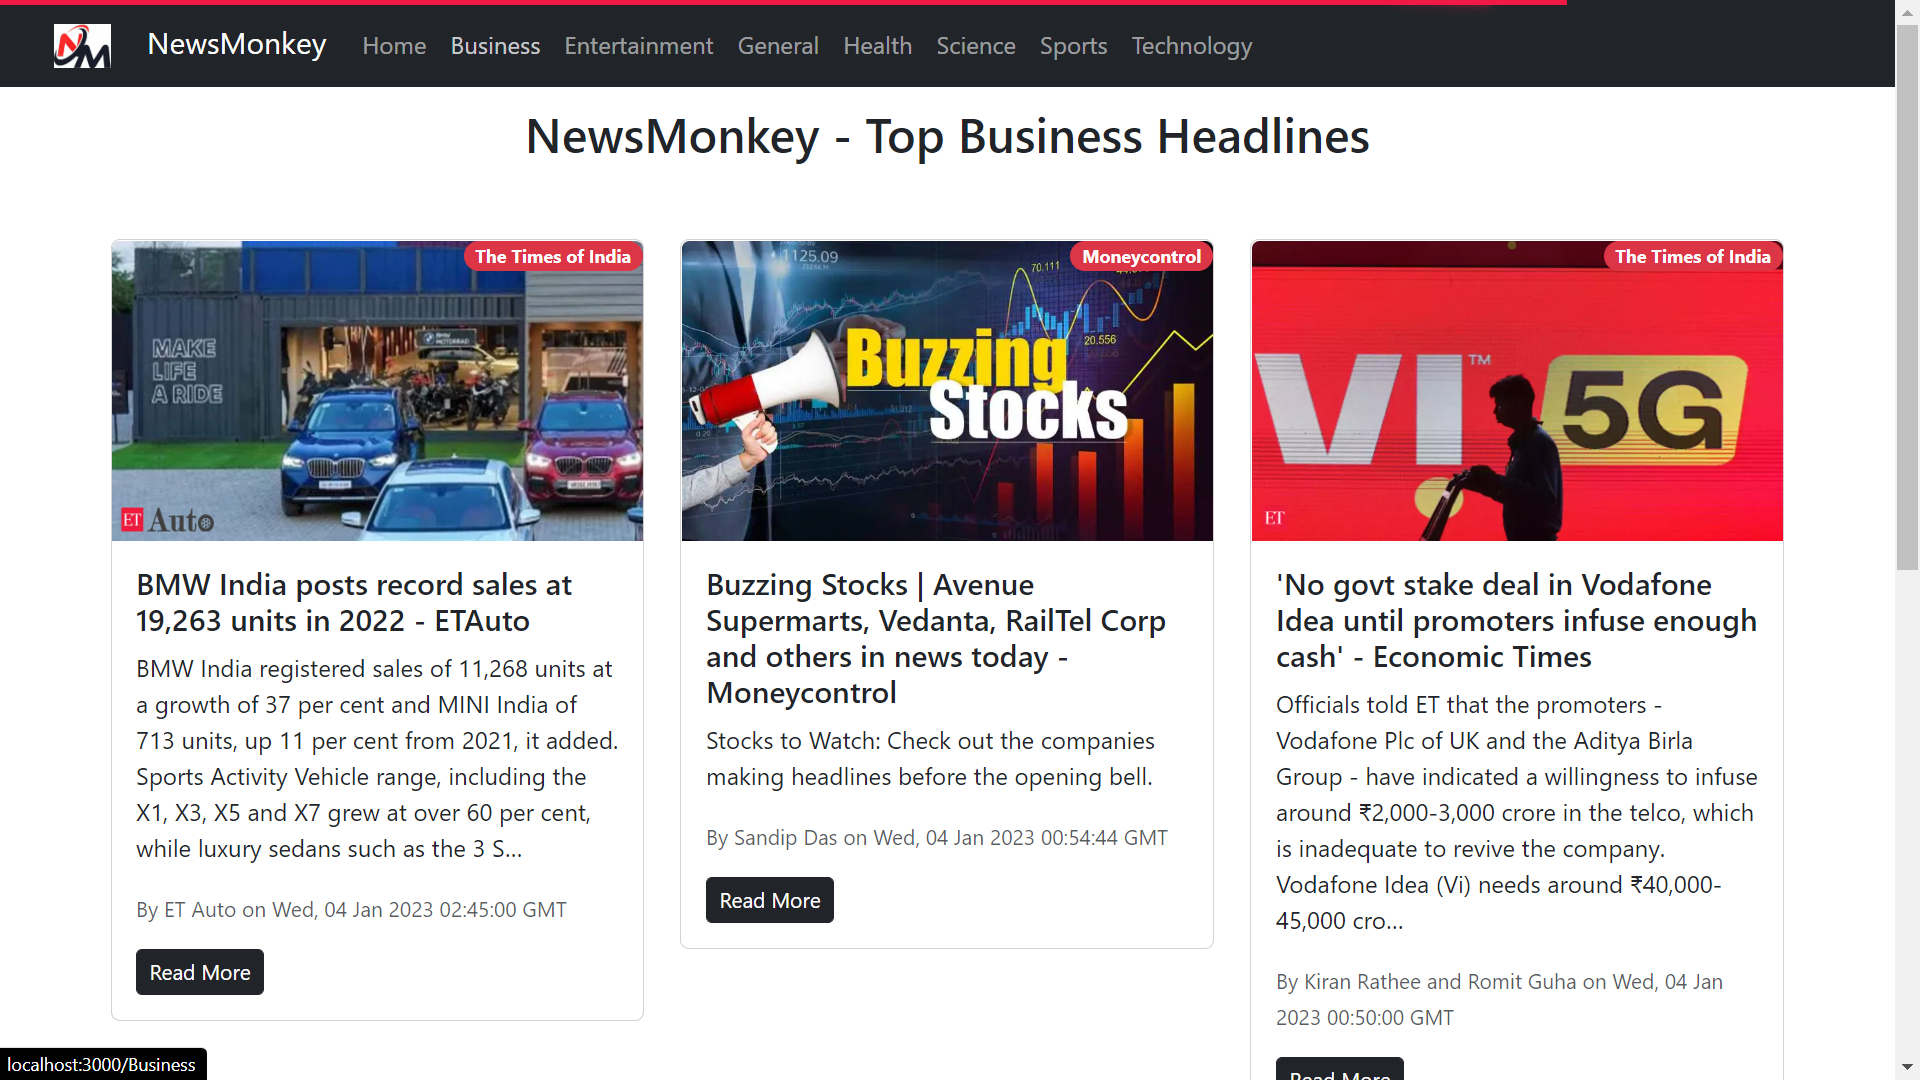 NM
NewsMonkey Home Business Entertainment General Health Science Sports Technology
NewsMonkey - Top Business Headlines
The Times of India
MAKE
LIFE
A RIDE
MOTORRAD
ET Auto
BMW India posts record sales at
19,263 units in 2022 - ETAuto
BMW India registered sales of 11,268 units at
a growth of 37 per cent and MINI India of
713 units, up 11 per cent from 2021, it added.
Sports Activity Vehicle range, including the
X1, X3, X5 and X7 grew at over 60 per cent,
while luxury sedans such as the 3 S...
By ET Auto on Wed, 04 Jan 2023 02:45:00 GMT
Read More
Moneycontrol
1125.09
70.111
20.556
Buzzing
Stocks
Buzzing Stocks | Avenue
Supermarts, Vedanta, RailTel Corp
and others in news today -
Moneycontrol
Stocks to Watch: Check out the companies
making headlines before the opening bell.
By Sandip Das on Wed, 04 Jan 2023 00:54:44 GMT
Read More
The Times of India
VI™ 5G
ET
'No govt stake deal in Vodafone
Idea until promoters infuse enough
cash' - Economic Times
Officials told ET that the promoters -
Vodafone Plc of UK and the Aditya Birla
Group - have indicated a willingness to infuse
around ₹2,000-3,000 crore in the telco, which
is inadequate to revive the company.
Vodafone Idea (Vi) needs around ₹40,000-
45,000 cro...
By Kiran Rathee and Romit Guha on Wed, 04 Jan
2023 00:50:00 GMT
Read More
localhost:3000/Business